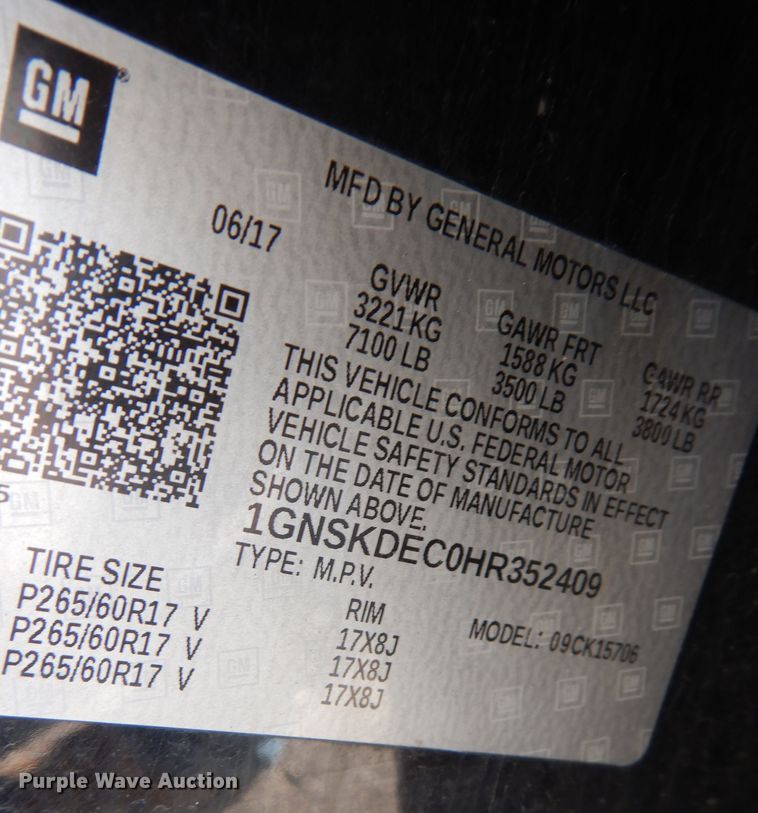 GM
MFD BY GENERAL MOTORS LLC
06/17
GVWR GAWR FRT GAWR RR
3221 KG 1588 KG 1724 KG
7100 LB 3500 LB 3800 LB
THIS VEHICLE CONFORMS TO ALL
APPLICABLE U.S. FEDERAL MOTOR
VEHICLE SAFETY STANDARDS IN EFFECT
ON THE DATE OF MANUFACTURE
SHOWN ABOVE.
1GNSKDEC0HR352409
TYPE: M.P.V. MODEL: 09CK15706
TIRE SIZE RIM
P265/60R17 V 17X8J
P265/60R17 V 17X8J
P265/60R17 V 17X8J
Purple Wave Auction